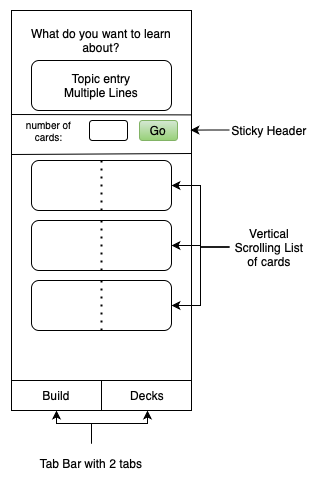 What do you want to learn
about?
Topic entry
Multiple Lines
number of
cards:
Go
Sticky Header
Vertical
Scrolling List
of cards
Build
Decks
Tab Bar with 2 tabs